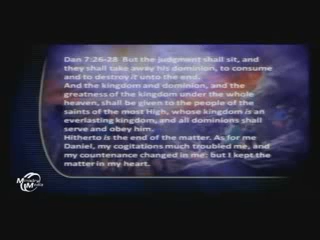 Dan 7:26-28 But the judgment shall sit, and
they shall take away his dominion, to consume
and to destroy it unto the end.
And the kingdom and dominion, and the
greatness of the kingdom under the whole
heaven, shall be given to the people of the
saints of the most High, whose kingdom is an
everlasting kingdom, and all dominions shall
serve and obey him.
Hitherto is the end of the matter. As for me
Daniel, my cogitations much troubled me, and
my countenance changed in me: but I kept the
matter in my heart.